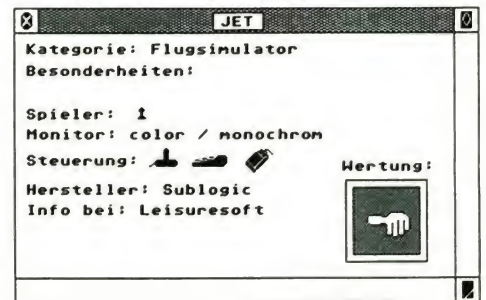 JET
Kategorie: Flugsimulator
Besonderheiten:
Spieler: 1
Monitor: color / monochrom
Steuerung:
Wertung:
Hersteller: Sublogic
Info bei: Leisuresoft